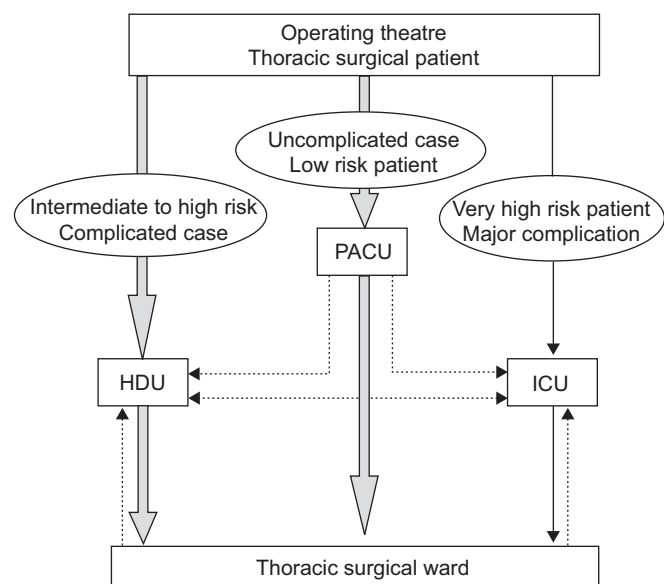 Operating theatre
Thoracic surgical patient
Uncomplicated case
Low risk patient
Intermediate to high risk
Complicated case
Very high risk patient
Major complication
PACU
HDU
ICU
Thoracic surgical ward